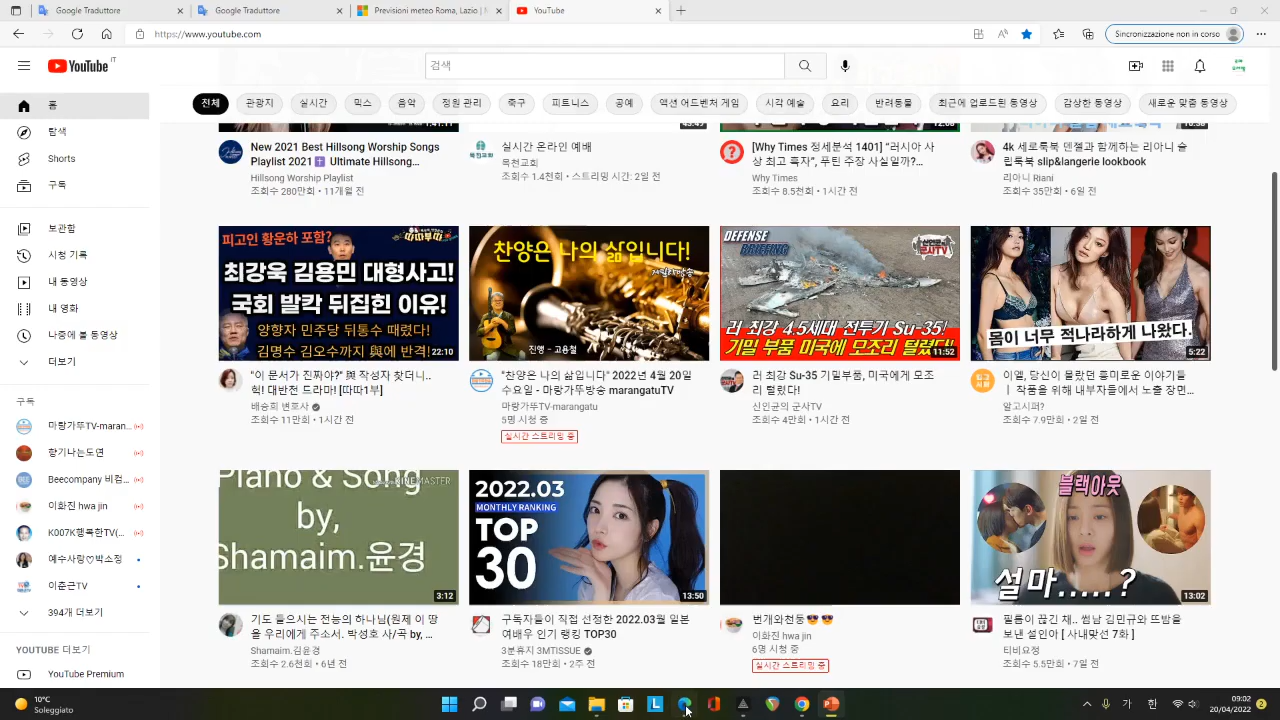 Google Traduttore
Google Traduttore
Previsioni meteo Roma, Lazio | M
YouTube
https://www.youtube.com
Sincronizzazione non in corso
YouTube IT
검색
전체 관광지 실시간 믹스 음악 정원 관리 축구 피트니스 공예 액션 어드벤처 게임 시각 예술 요리 반려동물 최근에 업로드된 동영상 감상한 동영상 새로운 맞춤 동영상
홈
탐색
Shorts
구독
보관함
시청 기록
내 동영상
내 영화
나중에 볼 동영상
더보기
구독
마랑가뚜TV-maran...
향기나는도연
Beecompany 비컴...
이화진 hwa jin
K007K행복한TV(...
예수사랑♡박소정
이춘근TV
394개 더보기
YOUTUBE 더보기
YouTube Premium
New 2021 Best Hillsong Worship Songs
Playlist 2021✝️ Ultimate Hillsong...
Hillsong Worship Playlist
조회수 280만회 • 11개월 전
실시간 온라인 예배
목천교회
조회수 1.4천회 • 스트리밍 시간: 2일 전
[Why Times 정세분석 1401] “러시아 사
상 최고 흑자”, 푸틴 주장 사실일까?...
Why Times
조회수 8.5천회 • 1시간 전
4k 세로룩북 덴젤과 함께하는 리아니 슬
립룩북 slip&langerie lookbook
리아니 Riani
조회수 35만회 • 6일 전
피고인 황운하 포함?
최강욱 김용민 대형사고!
국회 발칵 뒤집힌 이유!
양향자 민주당 뒤통수 때렸다!
김명수 김오수까지 與에 반격!
22:10
"이 문서가 진짜야?" 與 작성자 찾더니..
헉! 대반전 드라마! [따따1부]
배승희 변호사
조회수 11만회 • 1시간 전
찬양은 나의 삶입니다!
진앵 - 고용철
"찬양은 나의 삶입니다" 2022년 4월 20일
수요일 - 마랑가뚜방송 marangatuTV
마랑가뚜TV-marangatu
5명 시청 중
실시간 스트리밍 중
DEFENSE
BRIEFING
신인균의 군사TV
러 최강 4.5세대 전투기 Su-35!
기밀 부품 미국에 모조리 털렸다!
11:52
러 최강 Su-35 기밀부품, 미국에게 모조
리 털렸다!
신인균의 군사TV
조회수 4만회 • 1시간 전
몸이 너무 적나라하게 나왔다.
5:22
이엘, 당신이 몰랐던 흥미로운 이야기들
ㅣ 작품을 위해 내부자들에서 노출 장면...
알고시퍼?
조회수 7.9만회 • 2일 전
Piano & Song
by,
Shamaim.윤경
KINEMASTER
3:12
기도 들으시는 전능의 하나님(원제 이 땅
을 우리에게 주소서. 박성호 사/곡 by, ...
Shamaim.김윤경
조회수 2.6천회 • 6년 전
2022.03
MONTHLY RANKING
TOP
30
13:50
구독자들이 직접 선정한 2022.03월 일본
여배우 인기 랭킹 TOP30
3분휴지 3MTISSUE
조회수 18만회 • 2주 전
번개와천둥😎😎
이화진 hwa jin
6명 시청 중
실시간 스트리밍 중
블랙아웃
설마.....?
13:02
필름이 끊긴 채.. 썸남 김민규와 뜨밤을
보낸 설인아 [ 사내맞선 7화 ]
티비요정
조회수 5.5만회 • 7일 전
10°C
Soleggiato
가 한
09:02
20/04/2022
2